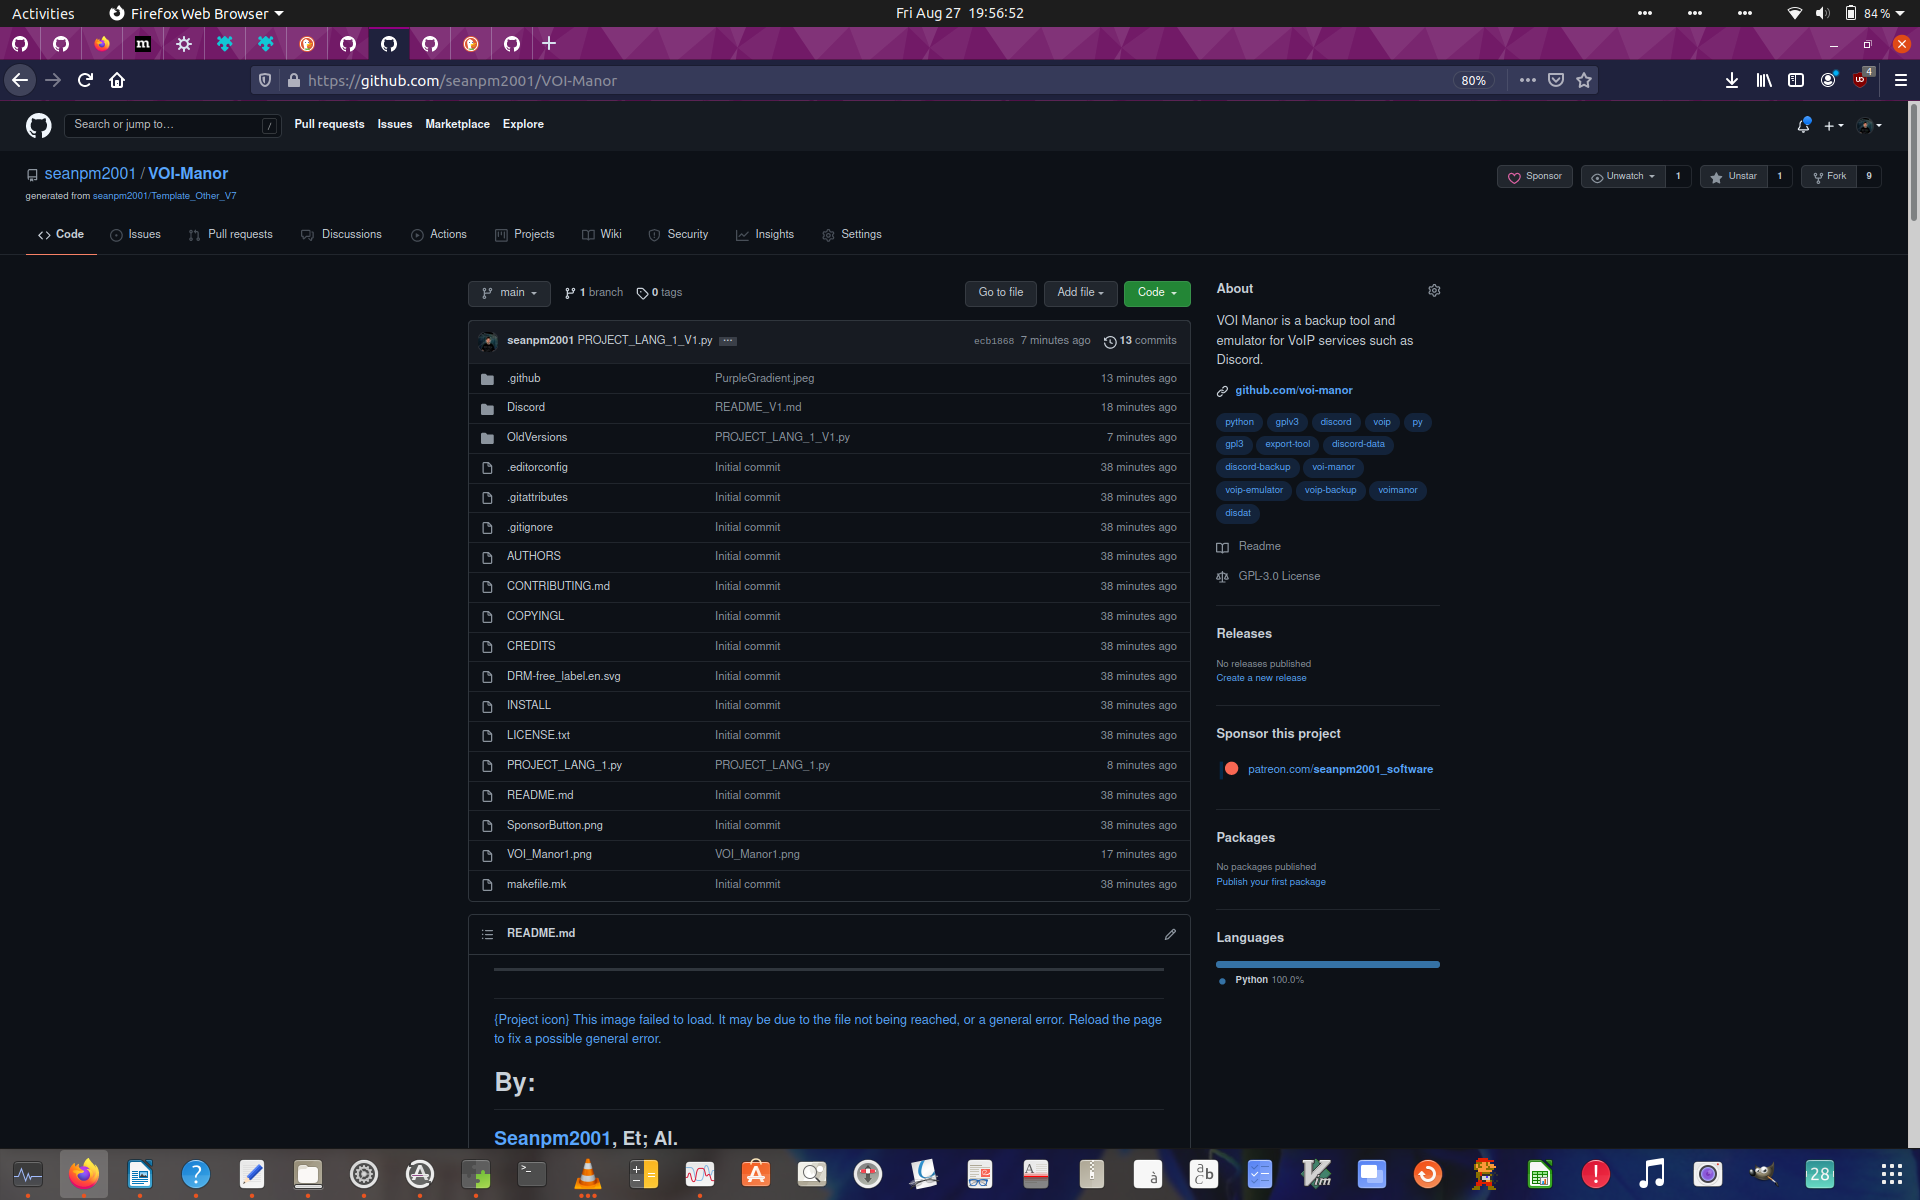 Activities Firefox Web Browser Fri Aug 27 19:56:52 84%
https://github.com/seanpm2001/VOI-Manor 80% 4
Search or jump to… / Pull requests Issues Marketplace Explore
seanpm2001 / VOI-Manor Sponsor Unwatch 1 Unstar 1 Fork 9
generated from seanpm2001/Template_Other_V7
Code Issues Pull requests Discussions Actions Projects Wiki Security Insights Settings
main 1 branch 0 tags Go to file Add file Code
seanpm2001 PROJECT_LANG_1_V1.py ecb1868 7 minutes ago 13 commits
.github PurpleGradient.jpeg 13 minutes ago
Discord README_V1.md 18 minutes ago
OldVersions PROJECT_LANG_1_V1.py 7 minutes ago
.editorconfig Initial commit 38 minutes ago
.gitattributes Initial commit 38 minutes ago
.gitignore Initial commit 38 minutes ago
AUTHORS Initial commit 38 minutes ago
CONTRIBUTING.md Initial commit 38 minutes ago
COPYINGL Initial commit 38 minutes ago
CREDITS Initial commit 38 minutes ago
DRM-free_label.en.svg Initial commit 38 minutes ago
INSTALL Initial commit 38 minutes ago
LICENSE.txt Initial commit 38 minutes ago
PROJECT_LANG_1.py PROJECT_LANG_1.py 8 minutes ago
README.md Initial commit 38 minutes ago
SponsorButton.png Initial commit 38 minutes ago
VOI_Manor1.png VOI_Manor1.png 17 minutes ago
makefile.mk Initial commit 38 minutes ago
README.md
{Project icon} This image failed to load. It may be due to the file not being reached, or a general error. Reload the page
to fix a possible general error.
By:
Seanpm2001, Et; Al.
About
VOI Manor is a backup tool and
emulator for VoIP services such as
Discord.
github.com/voi-manor
python gplv3 discord voip py
gpl3 export-tool discord-data
discord-backup voi-manor
voip-emulator voip-backup voimanor
disdat
Readme
GPL-3.0 License
Releases
No releases published
Create a new release
Sponsor this project
patreon.com/seanpm2001_software
Packages
No packages published
Publish your first package
Languages
Python 100.0%
28